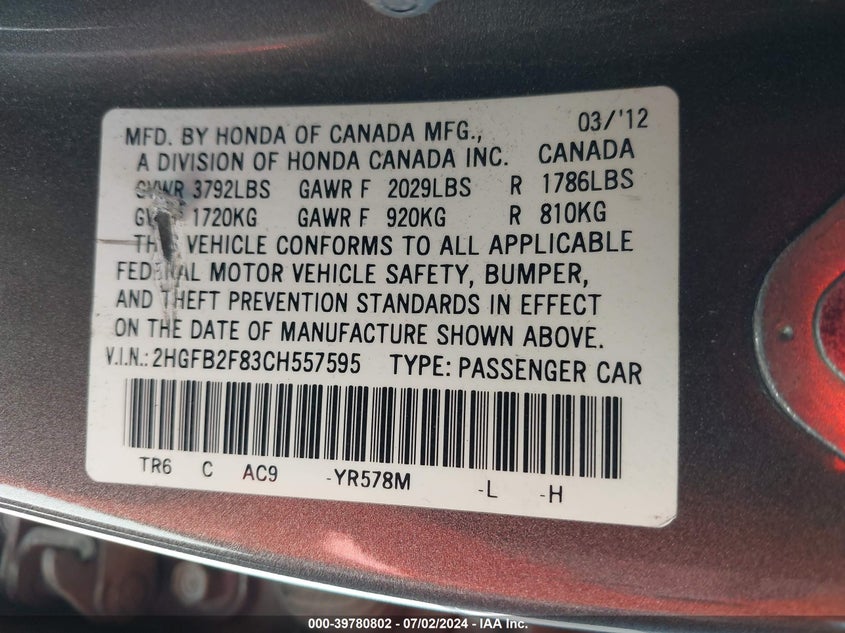 MFD. BY HONDA OF CANADA MFG., 03/'12
A DIVISION OF HONDA CANADA INC. CANADA
GVWR 3792LBS GAWR F 2029LBS R 1786LBS
1720KG GAWR F 920KG R 810KG
VEHICLE CONFORMS TO ALL APPLICABLE
FEDERAL MOTOR VEHICLE SAFETY, BUMPER,
AND THEFT PREVENTION STANDARDS IN EFFECT
ON THE DATE OF MANUFACTURE SHOWN ABOVE.
V.I.N.: 2HGFB2F83CH557595 TYPE: PASSENGER CAR
TR6 C AC9 -YR578M -L -H
000-39780802 - 07/02/2024 - IAA Inc.